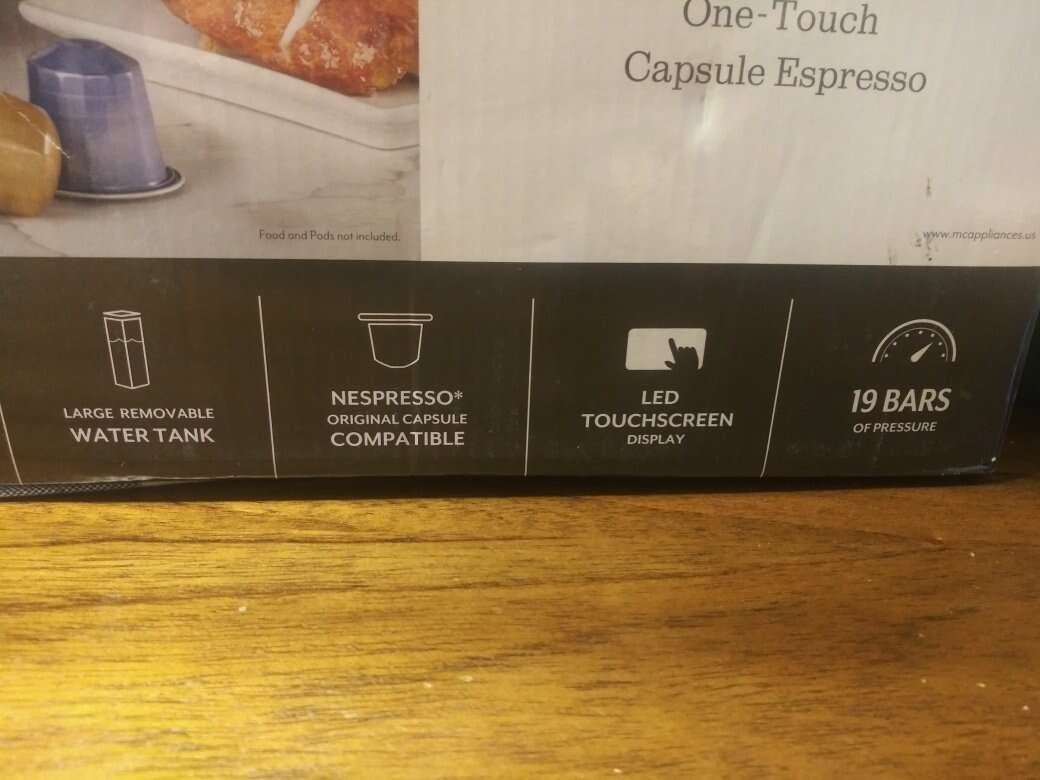 One-Touch
Capsule Espresso
Food and Pods not included.
www.mcappliances.us
LARGE REMOVABLE
WATER TANK
NESPRESSO*
ORIGINAL CAPSULE
COMPATIBLE
LED
TOUCHSCREEN
DISPLAY
19 BARS
OF PRESSURE